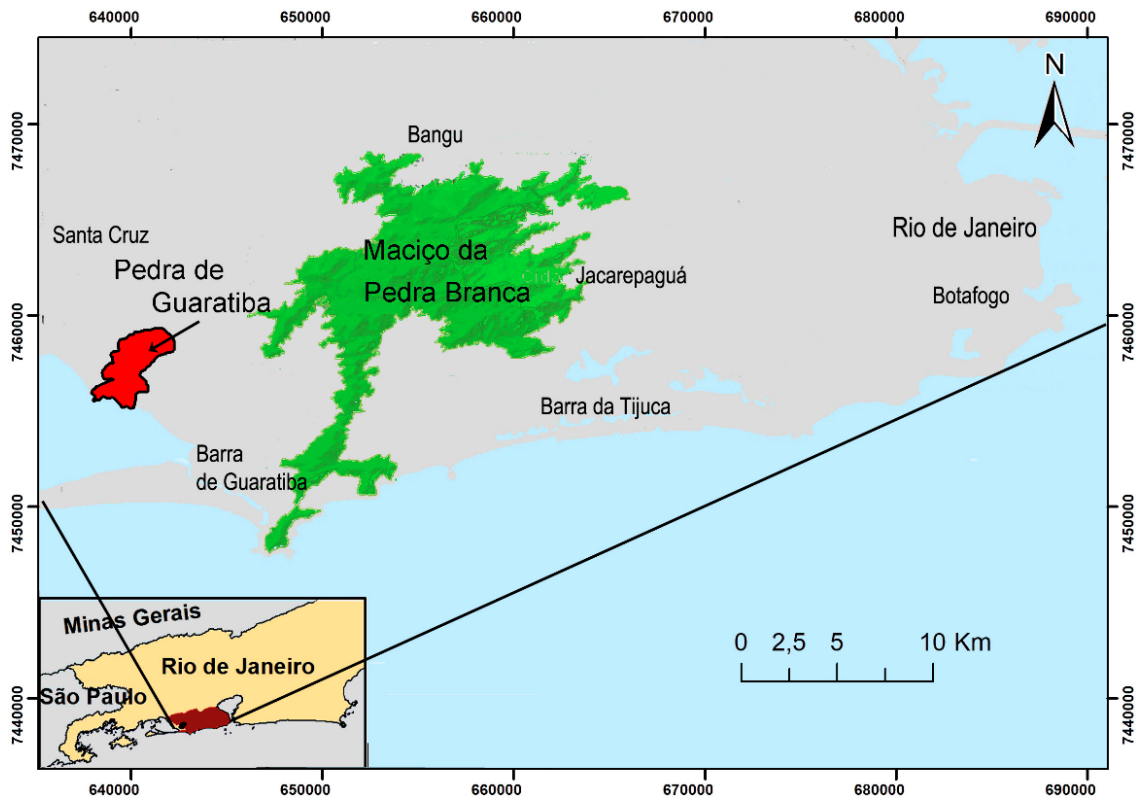 640000 650000 660000 670000 680000 690000
N
7470000
7470000
Bangu
Santa Cruz
Pedra de
Guaratiba
Maciço da
Pedra Branca
Jacarepaguá
Rio de Janeiro
Botafogo
7460000
7460000
Barra da Tijuca
Barra
de Guaratiba
7450000
7450000
Minas Gerais
Rio de Janeiro
São Paulo
0 2,5 5 10 Km
7440000
7440000
640000 650000 660000 670000 680000 690000